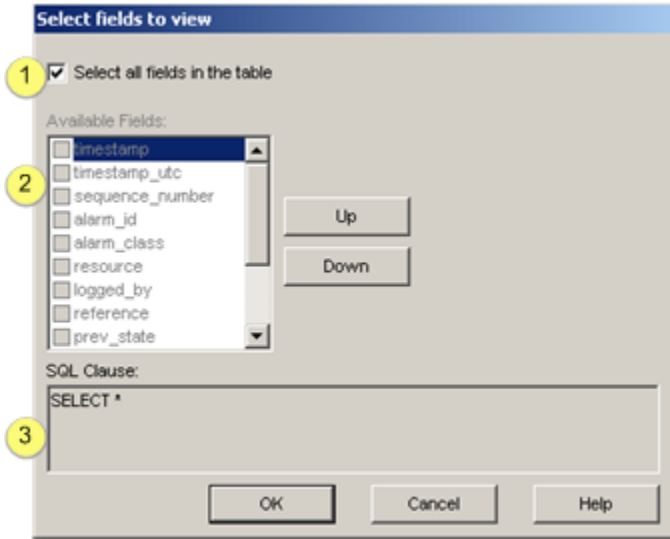 Select fields to view
1
Select all fields in the table
Available Fields:
2
timestamp
timestamp_utc
sequence_number
alarm_id
alarm_class
resource
logged_by
reference
prev_state
Up
Down
SQL Clause:
3
SELECT *
OK
Cancel
Help